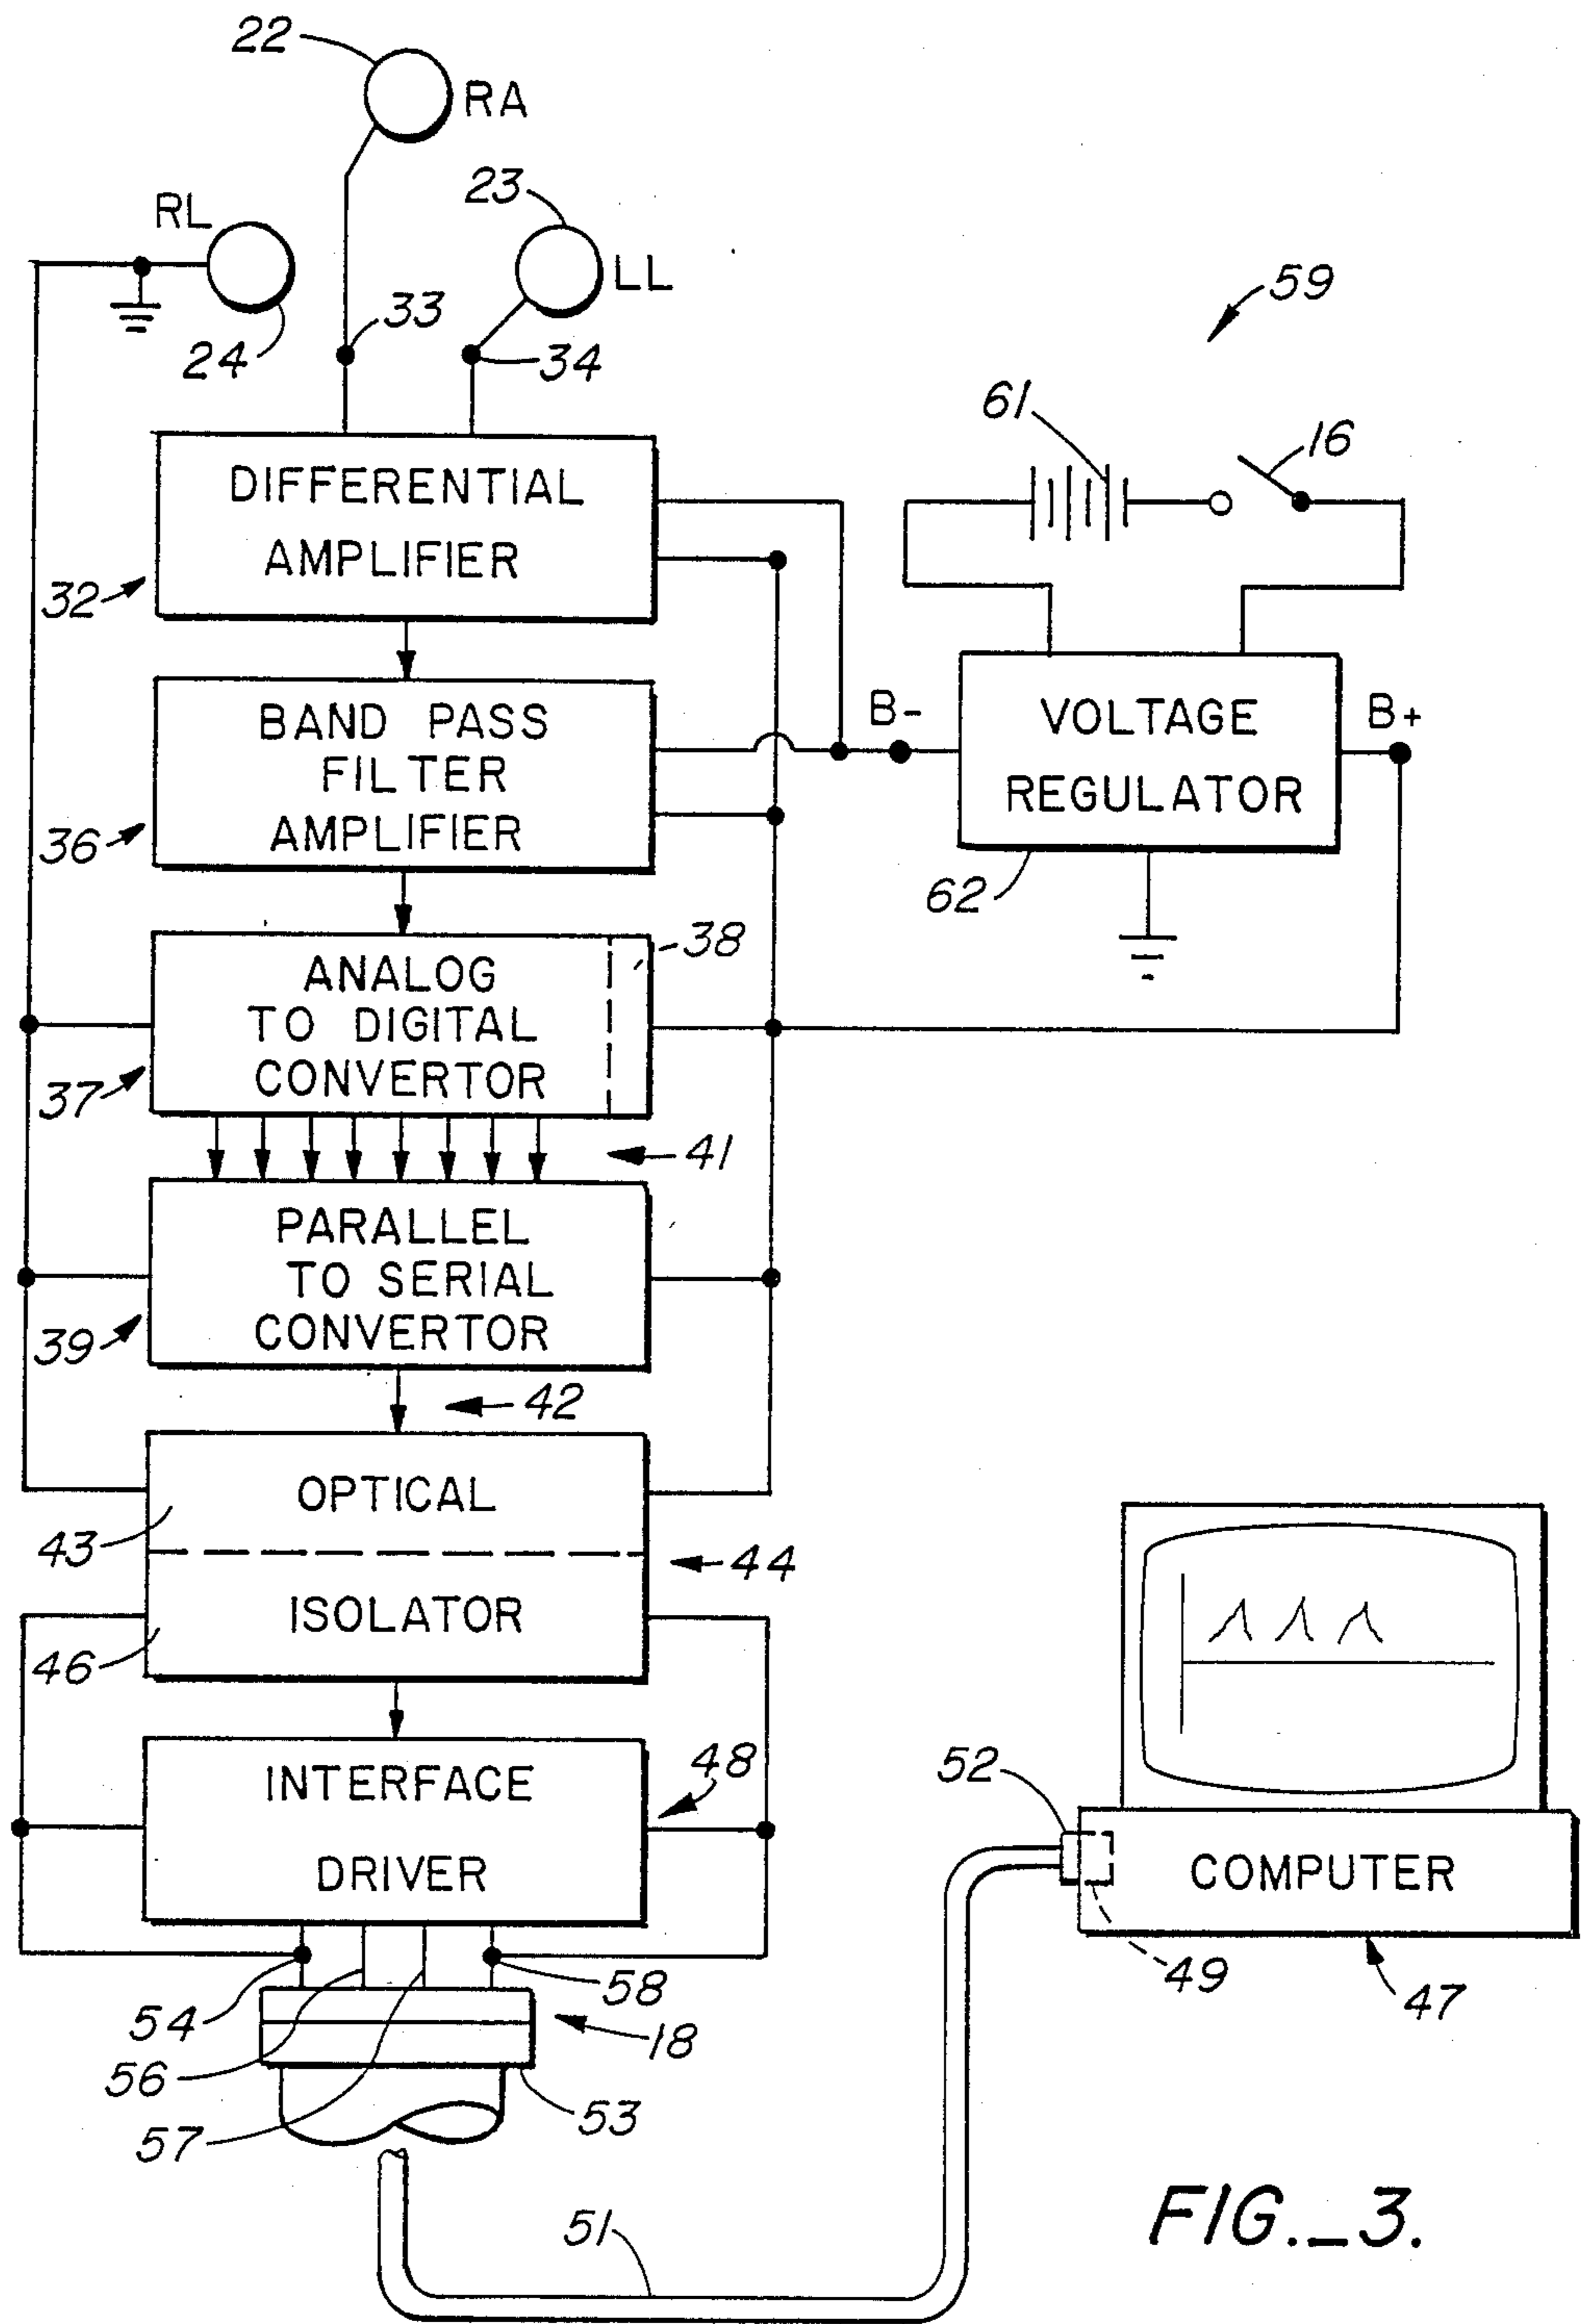 22
RA
23
RL
LL
59
33
24
34
61
16
DIFFERENTIAL
AMPLIFIER
32
B-
B+
BAND PASS
FILTER
AMPLIFIER
36
VOLTAGE
REGULATOR
62
38
ANALOG
TO DIGITAL
CONVERTOR
37
41
PARALLEL
TO SERIAL
CONVERTOR
39
42
OPTICAL
43
44
ISOLATOR
46
INTERFACE
DRIVER
48
52
COMPUTER
49
47
54
58
18
56
53
57
51
FIG._3.